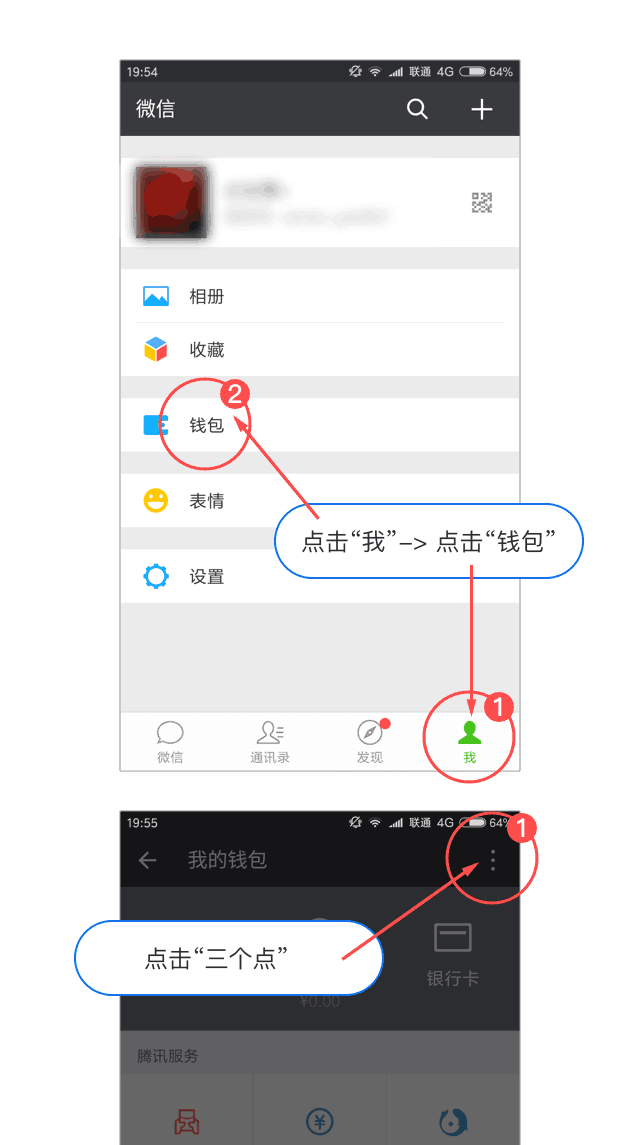 19:54 联通 4G 64%
微信
相册
收藏
2
钱包
表情
点击“我”–> 点击“钱包”
设置
1
微信 通讯录 发现 我
19:55 联通 4G 64%
1
我的钱包
点击“三个点”
银行卡
¥0.00
腾讯服务